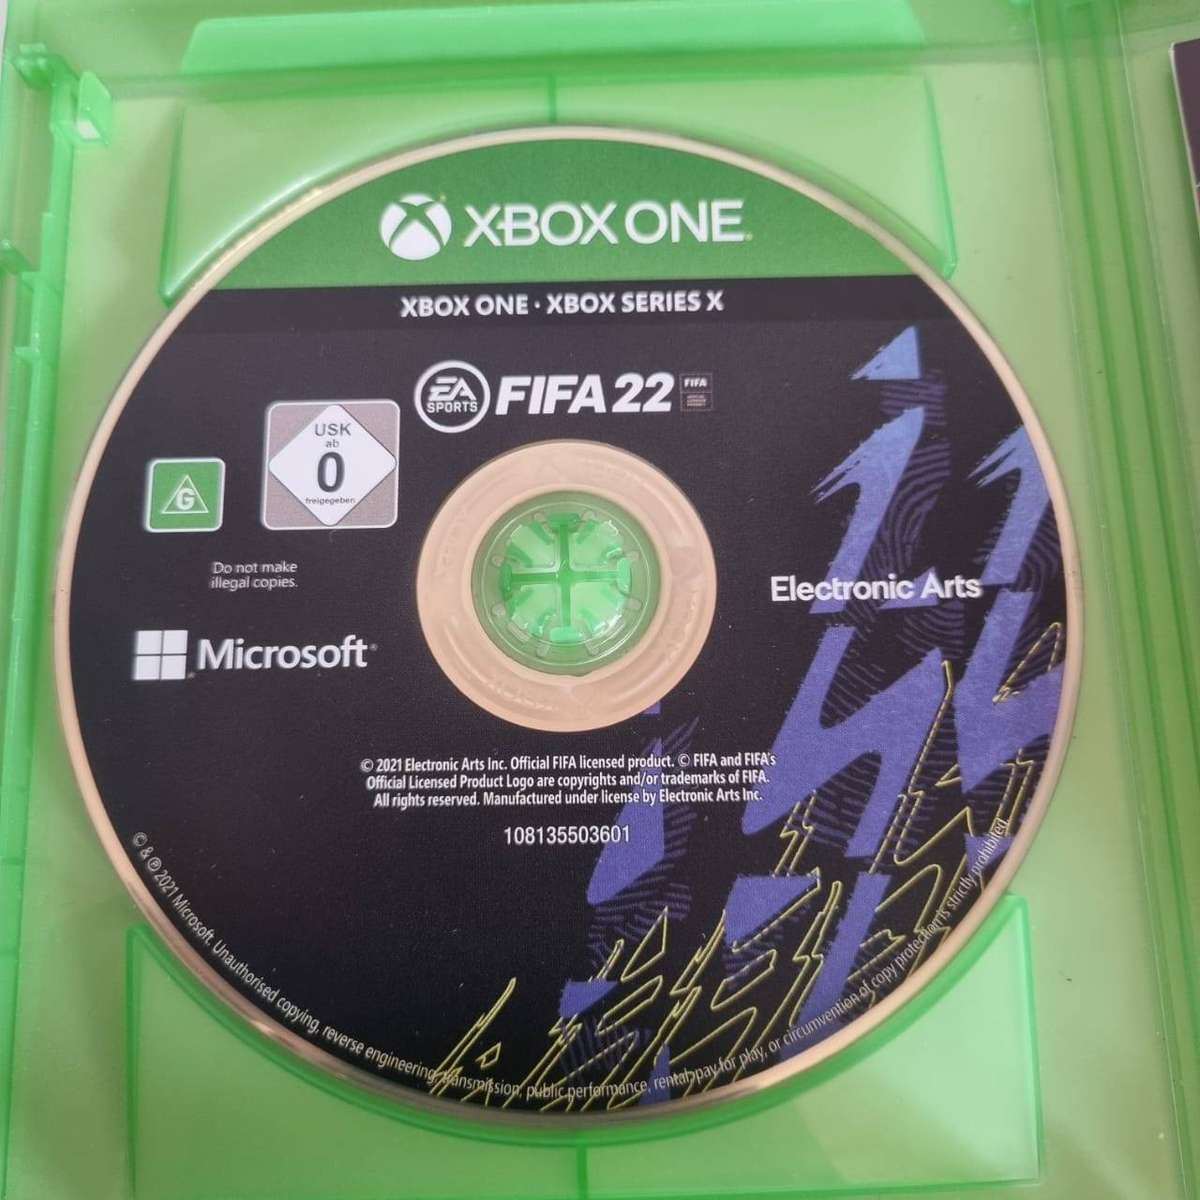 XBOX ONE
XBOX ONE · XBOX SERIES X
EA
SPORTS
FIFA 22
FIFA
USK
ab
0
freigegeben
G
Do not make
illegal copies.
Microsoft
Electronic Arts
© 2021 Electronic Arts Inc. Official FIFA licensed product. © FIFA and FIFA's
Official Licensed Product Logo are copyrights and/or trademarks of FIFA.
All rights reserved. Manufactured under license by Electronic Arts Inc.
108135503601
© & ℗ 2021 Microsoft. Unauthorised copying, reverse engineering, transmission, public performance, rental, pay for play, or circumvention of copy protection is strictly prohibited.